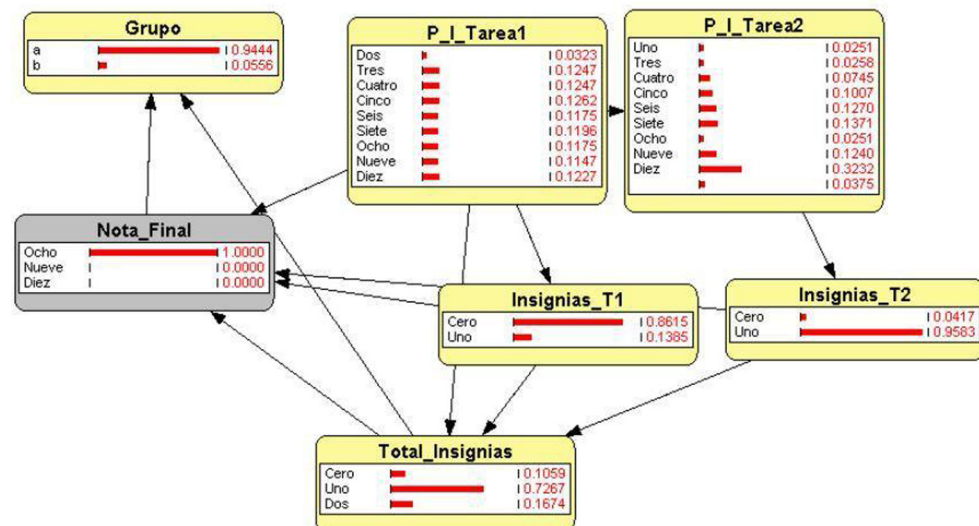 Grupo
a 0.9444
b 0.0556
P_I_Tarea1
Dos 0.0323
Tres 0.1247
Cuatro 0.1247
Cinco 0.1262
Seis 0.1175
Siete 0.1196
Ocho 0.1175
Nueve 0.1147
Diez 0.1227
P_I_Tarea2
Uno 0.0251
Tres 0.0258
Cuatro 0.0745
Cinco 0.1007
Seis 0.1270
Siete 0.1371
Ocho 0.0251
Nueve 0.1240
Diez 0.3232
0.0375
Nota_Final
Ocho 1.0000
Nueve 0.0000
Diez 0.0000
Insignias_T1
Cero 0.8615
Uno 0.1385
Insignias_T2
Cero 0.0417
Uno 0.9583
Total_Insignias
Cero 0.1059
Uno 0.7267
Dos 0.1674